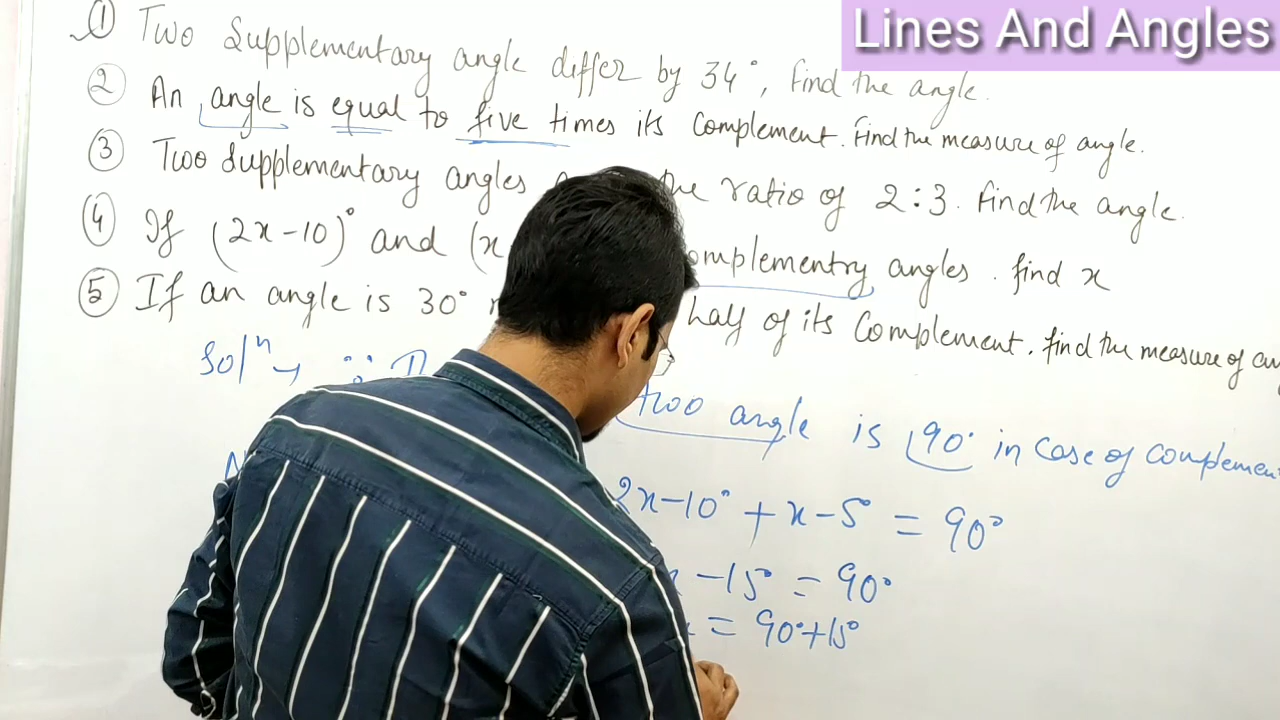 Lines And Angles
① Two Supplementary angle differ by 34°, find the angle.
② An angle is equal to five times its Complement. Find the measure of angle.
③ Two Supplementary angles ratio of 2:3. find the angle.
④ If (2x-10)° and (x omplementry angles. find x
⑤ If an angle is 30° half of its Complement. find the measure of
Solⁿ → ∵ two angle is 90° in case of complemen
2x-10° + x-5° = 90°
-15° = 90°
= 90°+15°